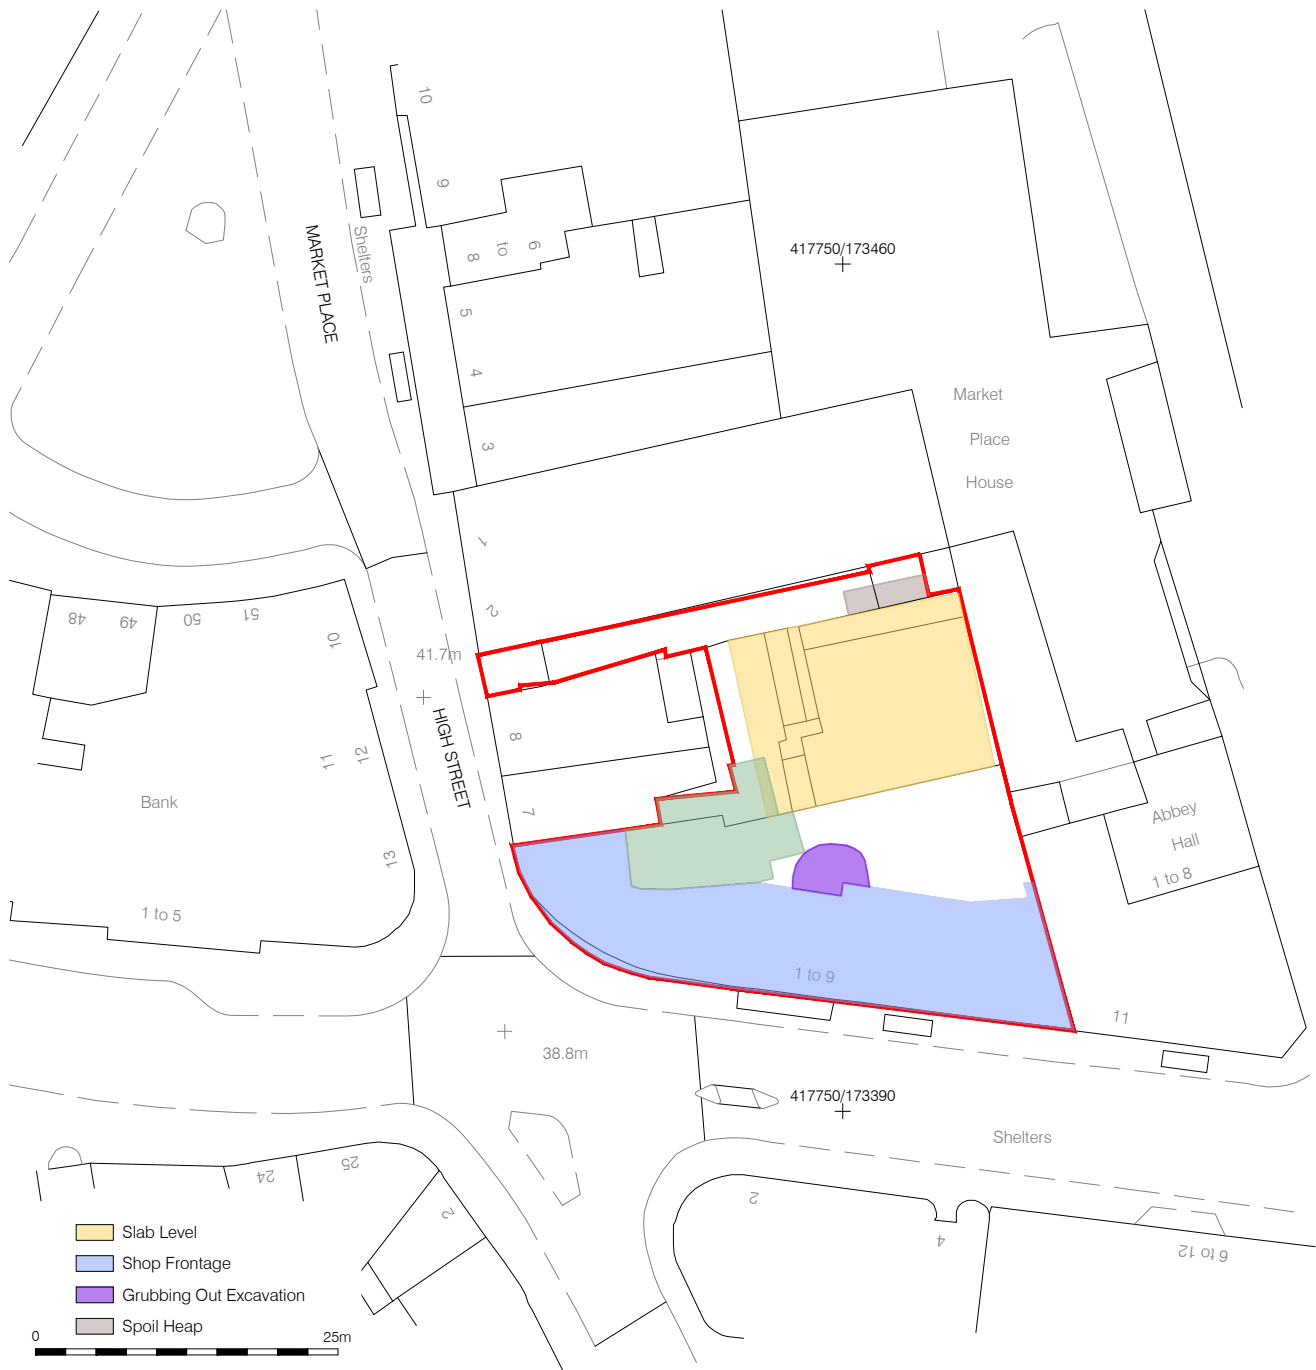 10
9
8
to
6
MARKET PLACE
Shelters
417750/173460
5
4
3
Market
Place
House
1
2
48
49
50
51
10
41.7m
HIGH STREET
8
7
11
12
13
Bank
1 to 5
Abbey
Hall
1 to 8
1 to 9
11
38.8m
417750/173390
Shelters
24
25
2
2
4
6 to 12
Slab Level
Shop Frontage
Grubbing Out Excavation
Spoil Heap
0 25m